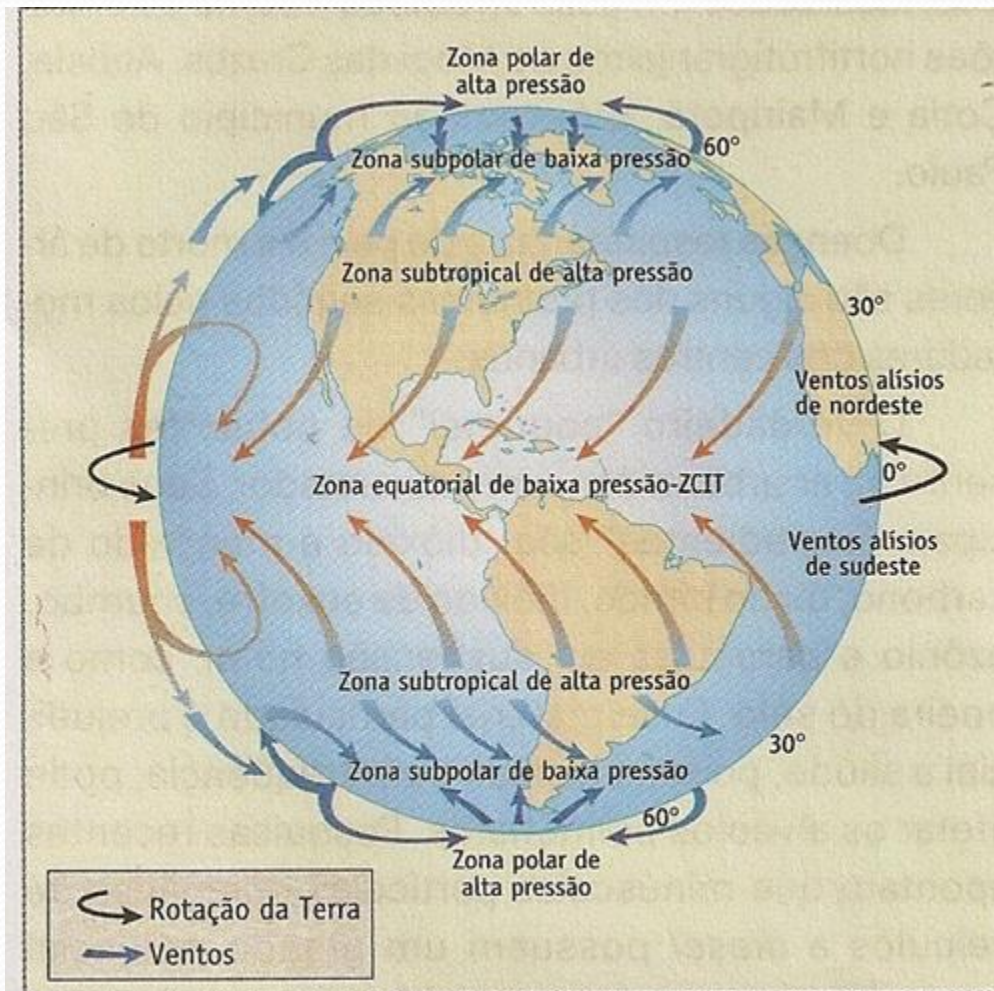 Zona polar de
alta pressão
Zona subpolar de baixa pressão
60°
Zona subtropical de alta pressão
30°
Ventos alísios
de nordeste
Zona equatorial de baixa pressão-ZCIT
0°
Ventos alísios
de sudeste
Zona subtropical de alta pressão
30°
Zona subpolar de baixa pressão
60°
Zona polar de
alta pressão
Rotação da Terra
Ventos